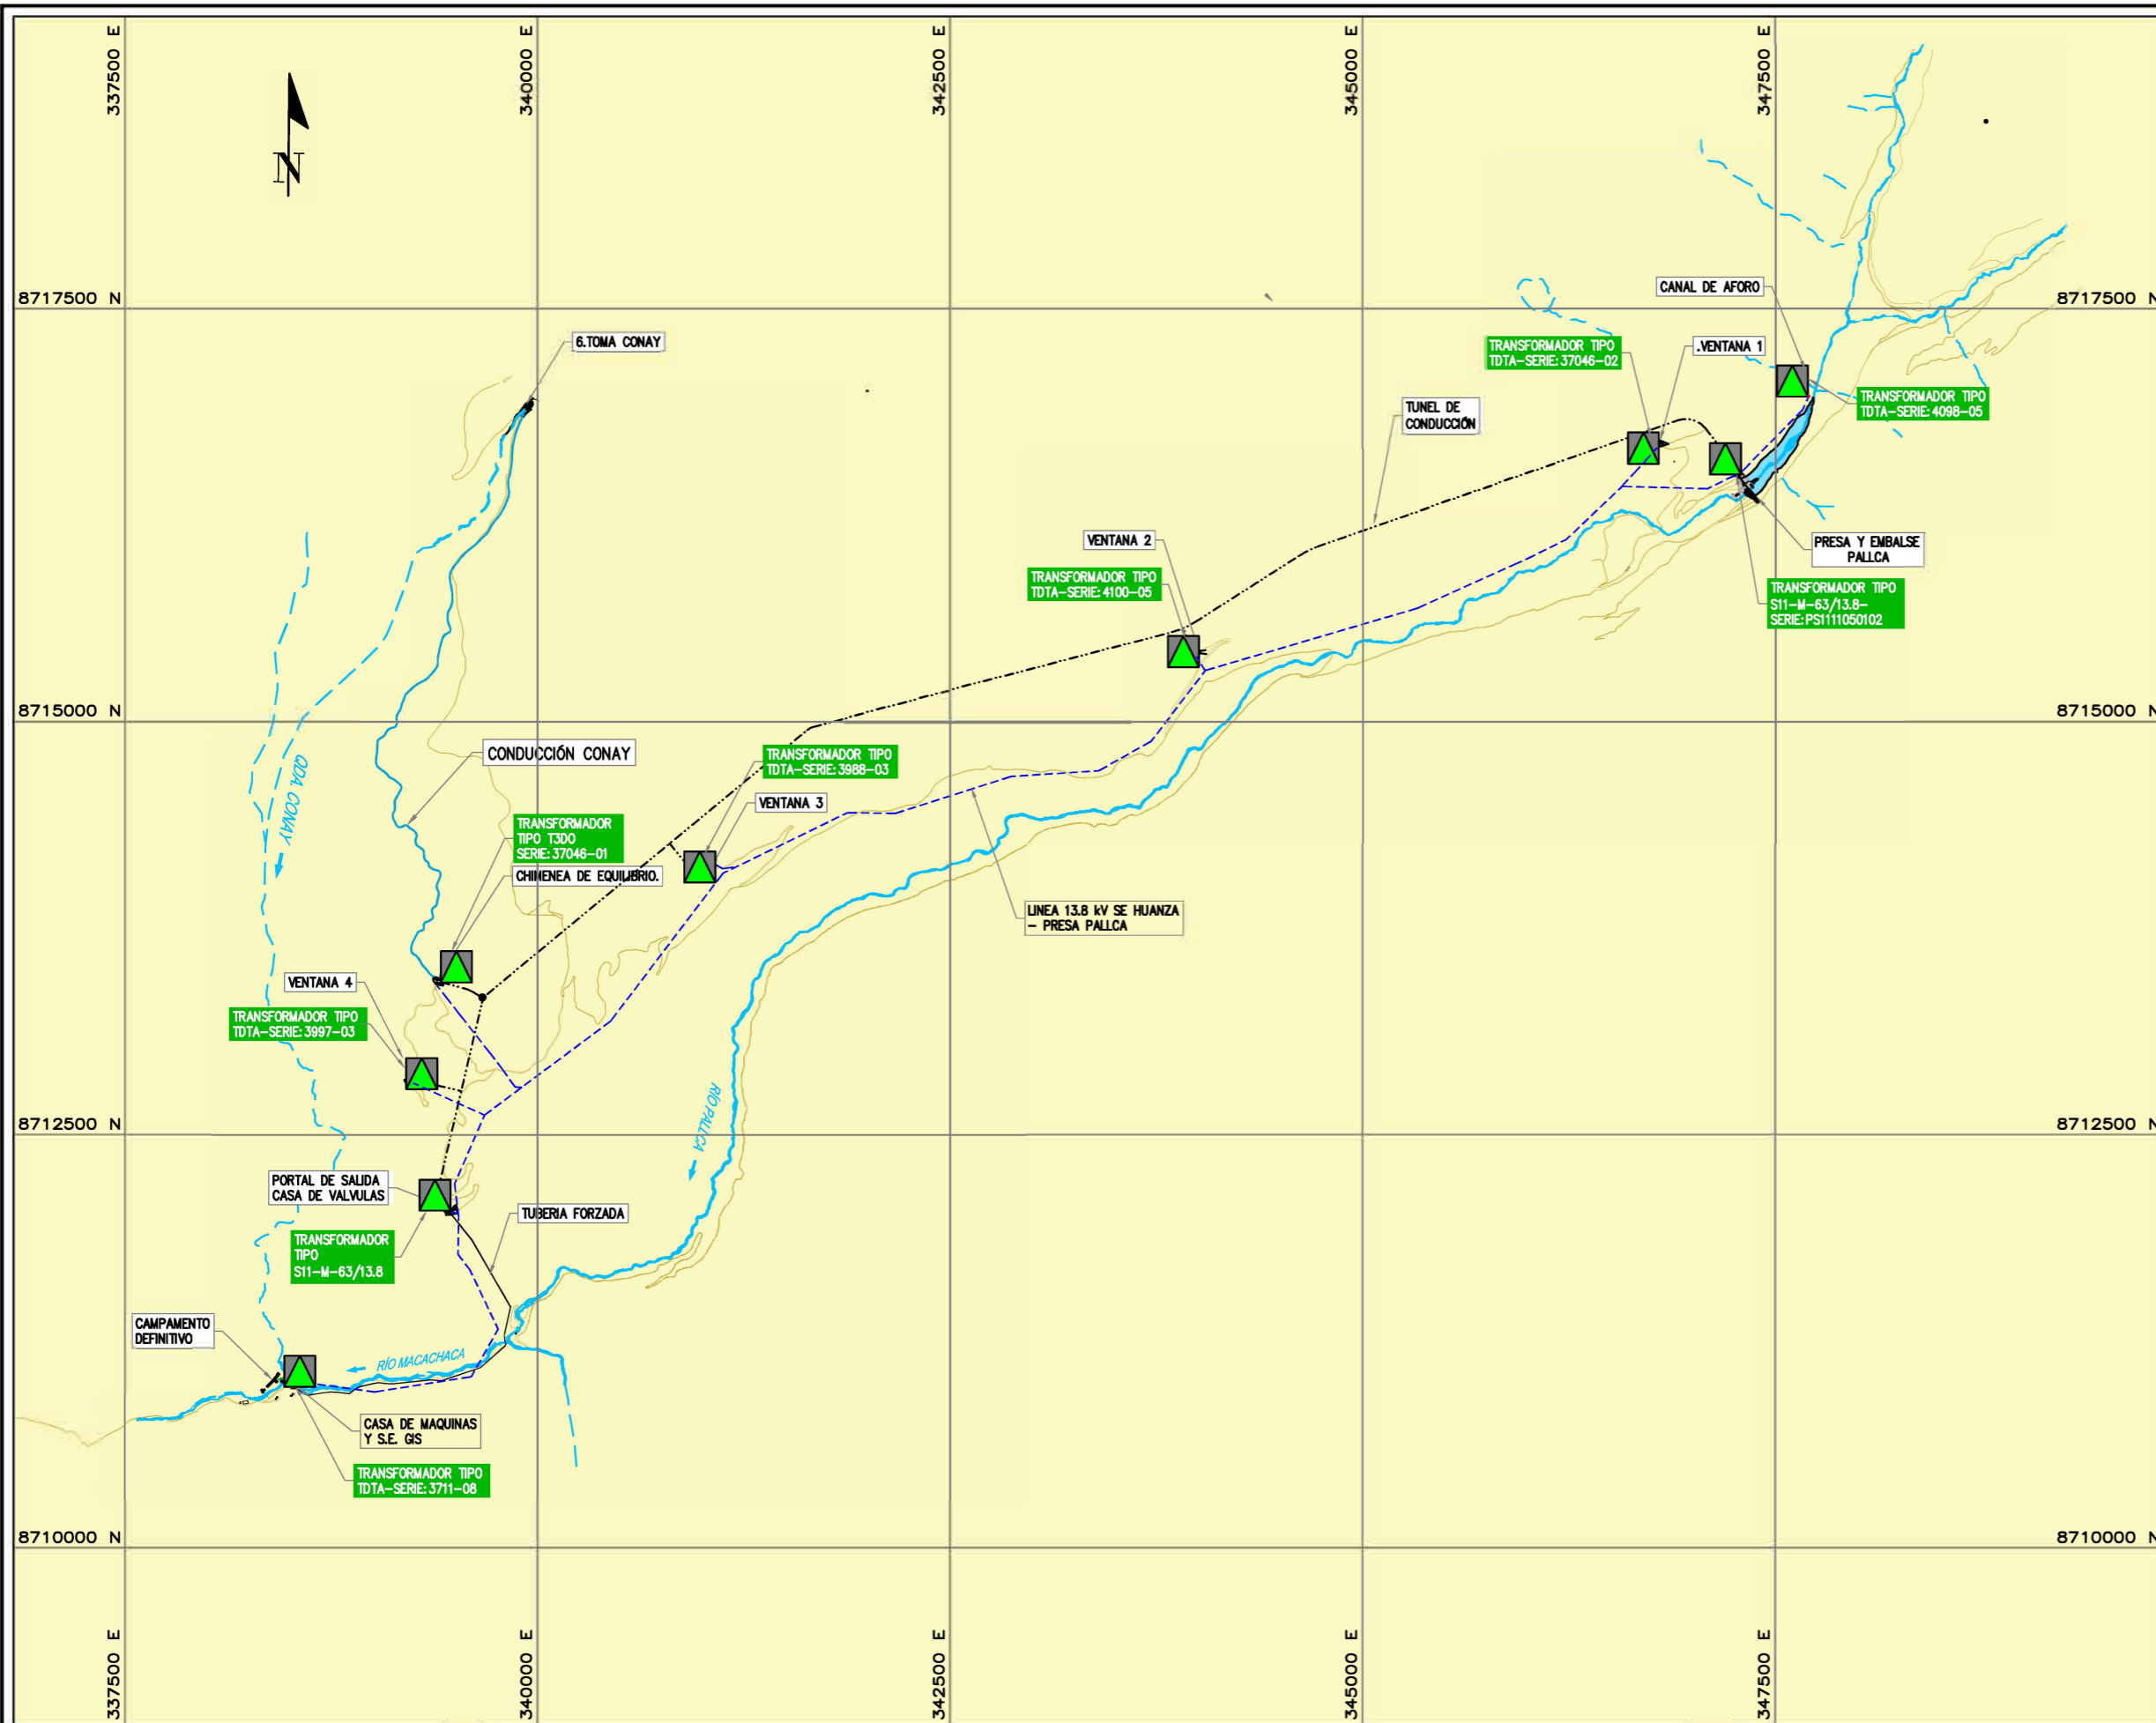 337500 E
340000 E
342500 E
345000 E
347500 E
N
8717500 N
8717500 N
CANAL DE AFORO
6.TOMA CONAY
TRANSFORMADOR TIPO
TDTA-SERIE:37046-02
.VENTANA 1
TRANSFORMADOR TIPO
TDTA-SERIE:4098-05
TUNEL DE
CONDUCCIÓN
VENTANA 2
PRESA Y EMBALSE
PALLCA
TRANSFORMADOR TIPO
TDTA-SERIE:4100-05
TRANSFORMADOR TIPO
S11-M-63/13.8-
SERIE:PS1111050102
8715000 N
8715000 N
CONDUCCIÓN CONAY
TRANSFORMADOR TIPO
TDTA-SERIE:3988-03
QDA CONAY
VENTANA 3
TRANSFORMADOR
TIPO T3DO
SERIE:37046-01
CHIMENEA DE EQUILIBRIO.
LINEA 13.8 kV SE HUANZA
- PRESA PALLCA
VENTANA 4
TRANSFORMADOR TIPO
TDTA-SERIE:3997-03
RÍO PALLCA
8712500 N
8712500 N
PORTAL DE SALIDA
CASA DE VALVULAS
TUBERIA FORZADA
TRANSFORMADOR
TIPO
S11-M-63/13.8
CAMPAMENTO
DEFINITIVO
RÍO MACACHACA
CASA DE MAQUINAS
Y S.E. GIS
TRANSFORMADOR TIPO
TDTA-SERIE:3711-08
8710000 N
8710000 N
337500 E
340000 E
342500 E
345000 E
347500 E